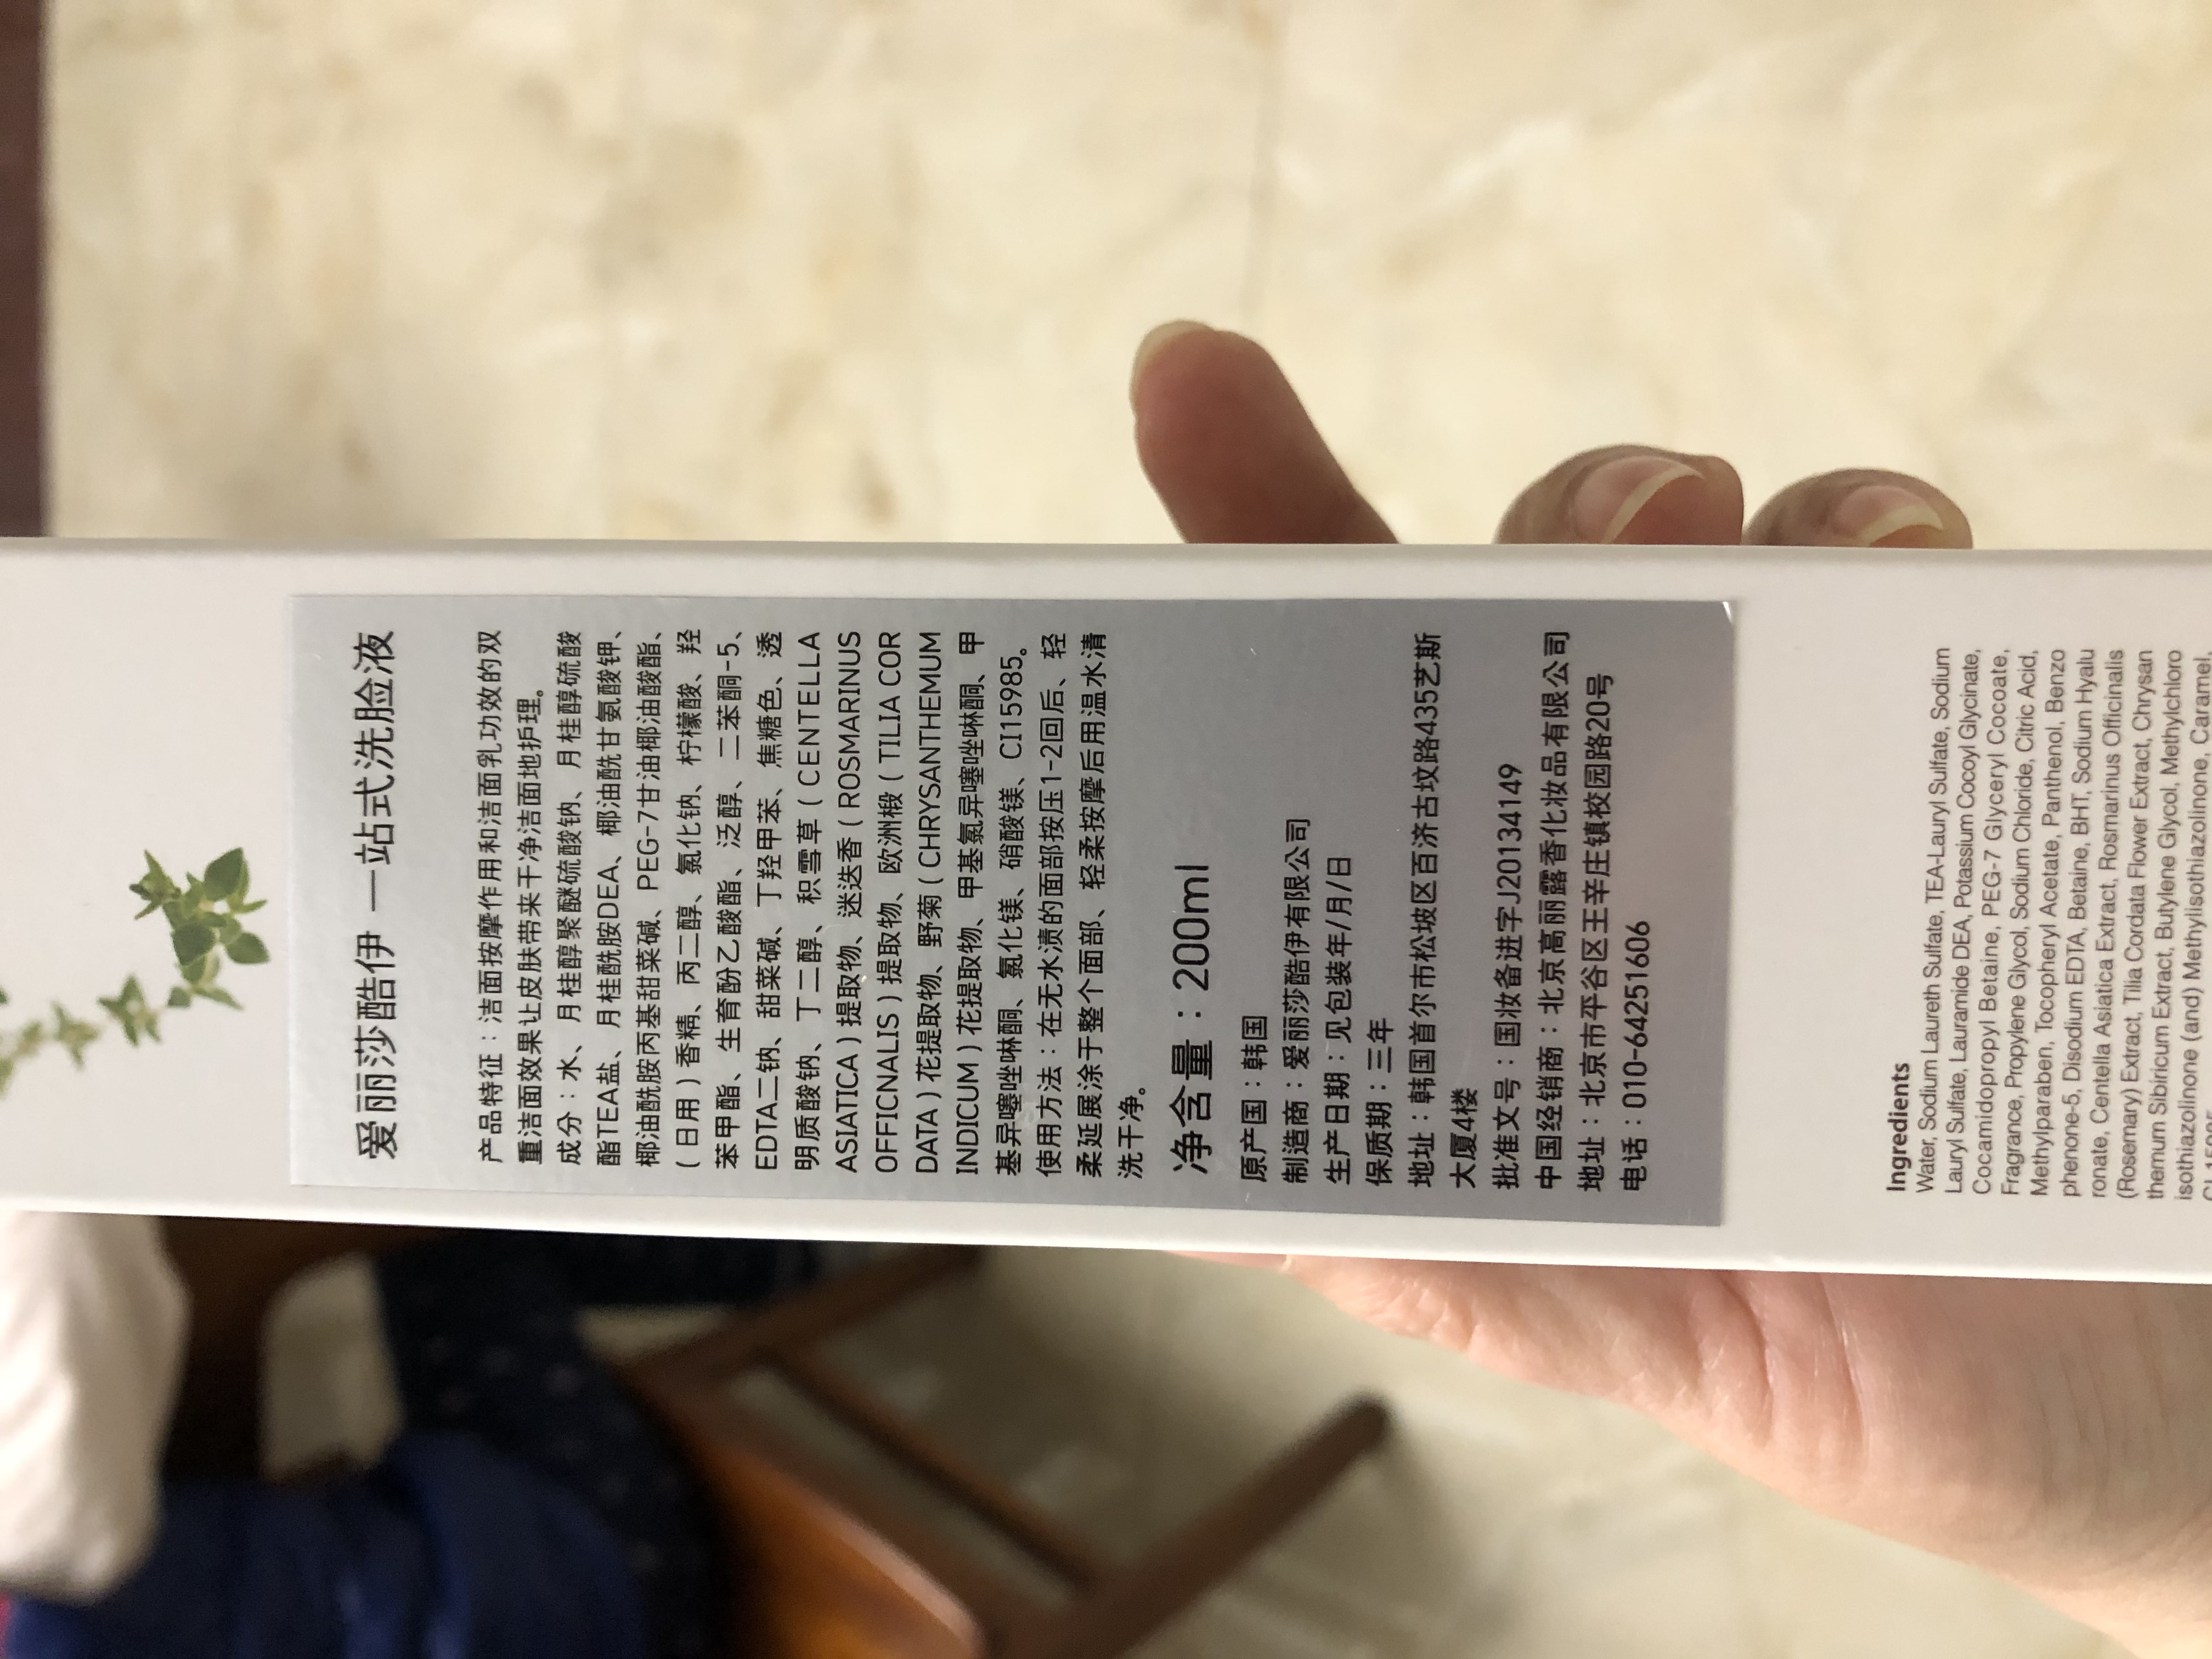 爱丽莎酷伊 一站式洗脸液
产品特征：洁面按摩作用和洁面乳功效的双
重洁面效果让皮肤带来干净洁面地护理。
成分：水、月桂醇聚醚硫酸钠、月桂醇硫酸
酯TEA盐、月桂酰胺DEA、椰油酰甘氨酸钾、
椰油酰胺丙基甜菜碱、PEG-7甘油椰油酸酯、
(日用)香精、丙二醇、氯化钠、柠檬酸、羟
苯甲酯、生育酚乙酸酯、泛醇、二苯酮-5、
EDTA二钠、甜菜碱、丁羟甲苯、焦糖色、透
明质酸钠、丁二醇、积雪草(CENTELLA
ASIATICA)提取物、迷迭香(ROSMARINUS
OFFICNALIS)提取物、欧洲椴(TILIA COR
DATA)花提取物、野菊(CHRYSANTHEMUM
INDICUM)花提取物、甲基氯异噻唑啉酮、甲
基异噻唑啉酮、氯化镁、硝酸镁、CI15985。
使用方法：在无水渍的面部按压1-2回后、轻
柔延展涂于整个面部、轻柔按摩后用温水清
洗干净。
净含量：200ml
原产国：韩国
制造商：爱丽莎酷伊有限公司
生产日期：见包装年/月/日
保质期：三年
地址：韩国首尔市松坡区百济古坟路435艺斯
大厦4楼
批准文号：国妆备进字J20134149
中国经销商：北京高丽露香化妆品有限公司
地址：北京市平谷区王辛庄镇校园路20号
电话：010-64251606
Ingredients
Water, Sodium Laureth Sulfate, TEA-Lauryl Sulfate, Sodium
Lauryl Sulfate, Lauramide DEA, Potassium Cocoyl Glycinate,
Cocamidopropyl Betaine, PEG-7 Glyceryl Cocoate,
Fragrance, Propylene Glycol, Sodium Chloride, Citric Acid,
Methylparaben, Tocopheryl Acetate, Panthenol, Benzo
phenone-5, Disodium EDTA, Betaine, BHT, Sodium Hyalu
ronate, Centella Asiatica Extract, Rosmarinus Officinalis
(Rosemary) Extract, Tilia Cordata Flower Extract, Chrysan
themum Sibiricum Extract, Butylene Glycol, Methylchloro
isothiazolinone (and) Methylisothiazolinone, Caramel,